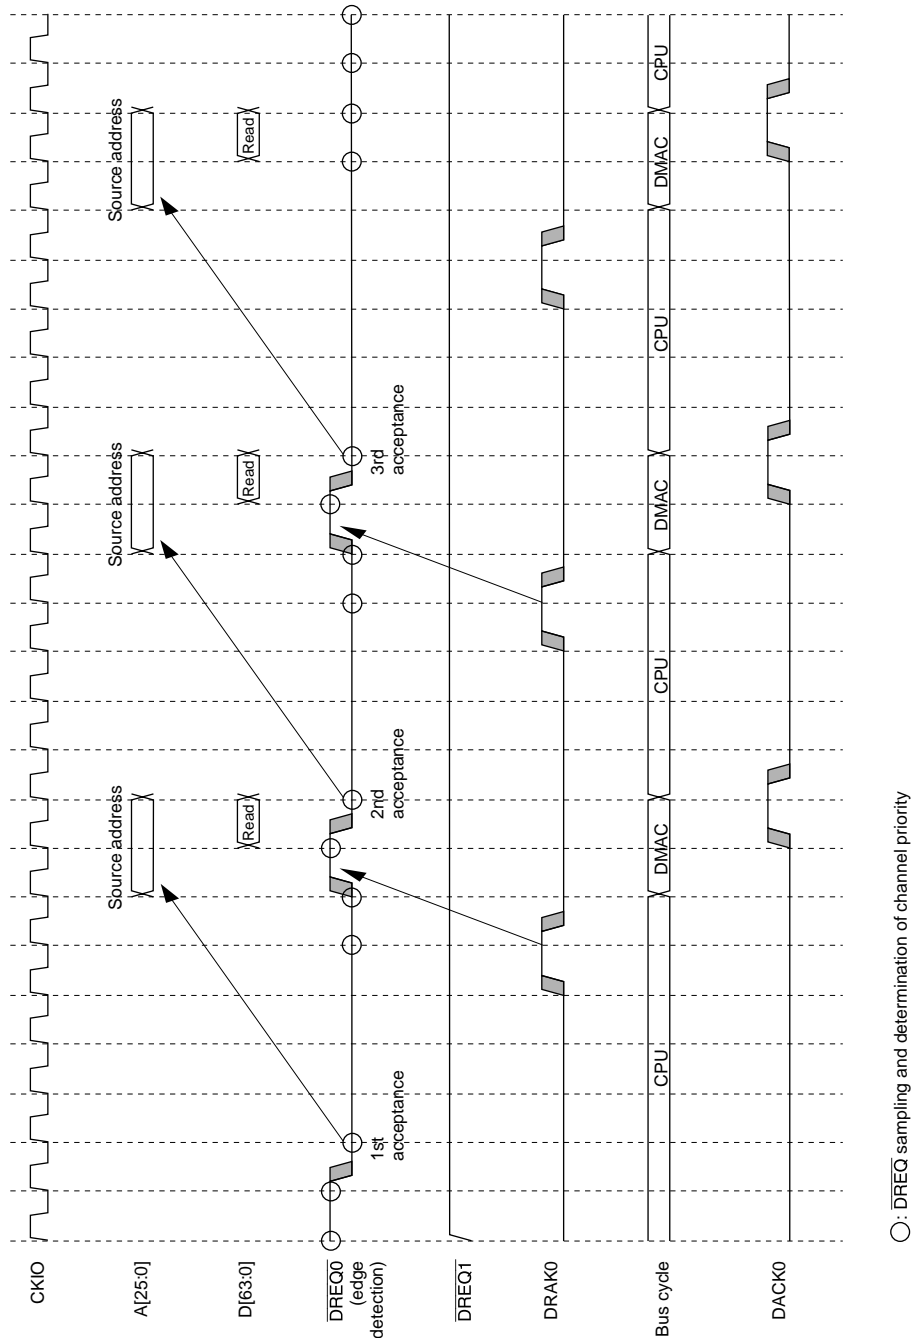 CKIO
A[25:0]
Source address
Source address
Source address
D[63:0]
Read
Read
Read
DREQ0
(edge
detection)
1st
acceptance
2nd
acceptance
3rd
acceptance
DREQ1
DRAK0
Bus cycle
CPU
DMAC
CPU
DMAC
CPU
DMAC
CPU
DACK0
: DREQ sampling and determination of channel priority